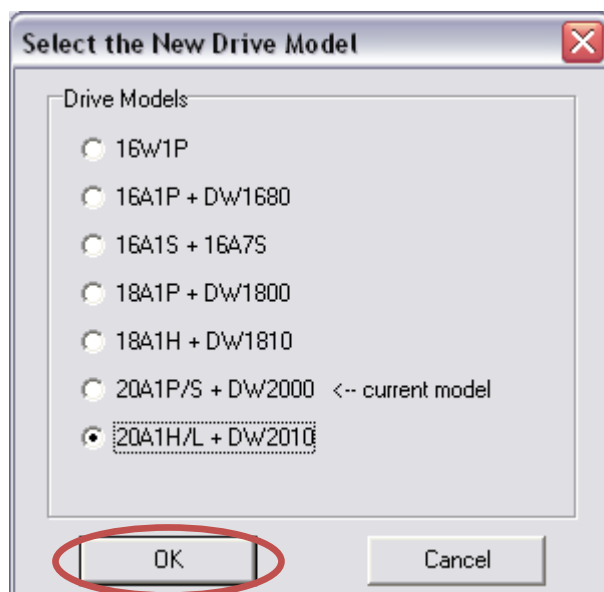 Select the New Drive Model
Drive Models
16W1P
16A1P + DW1680
16A1S + 16A7S
18A1P + DW1800
18A1H + DW1810
20A1P/S + DW2000 <-- current model
20A1H/L + DW2010
OK Cancel